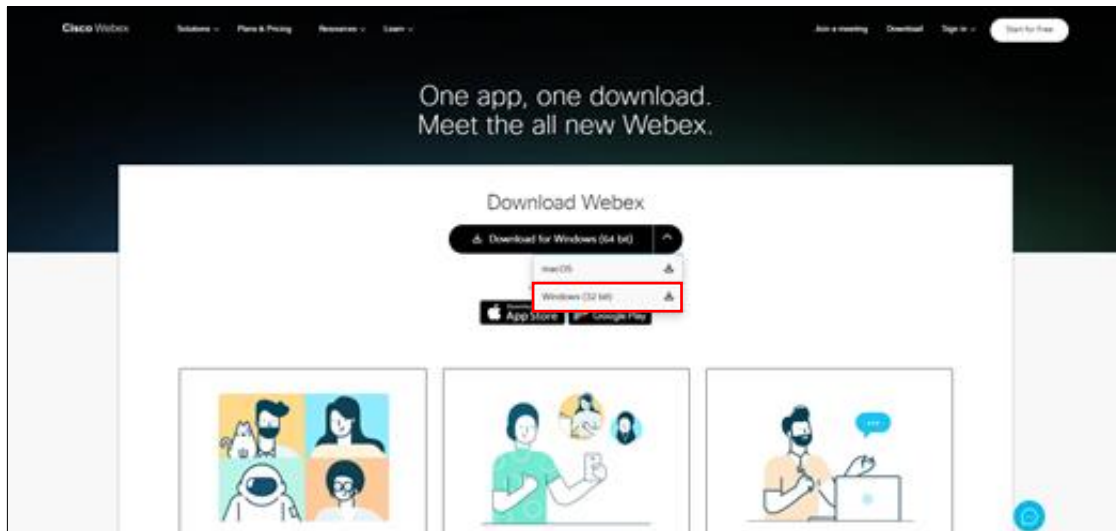 Cisco Webex Solutions Plans & Pricing Resources Learn Join a meeting Download Sign in Start for Free
One app, one download.
Meet the all new Webex.
Download Webex
Download for Windows (64 bit)
macOS
Windows (32 bit)
App Store Google Play